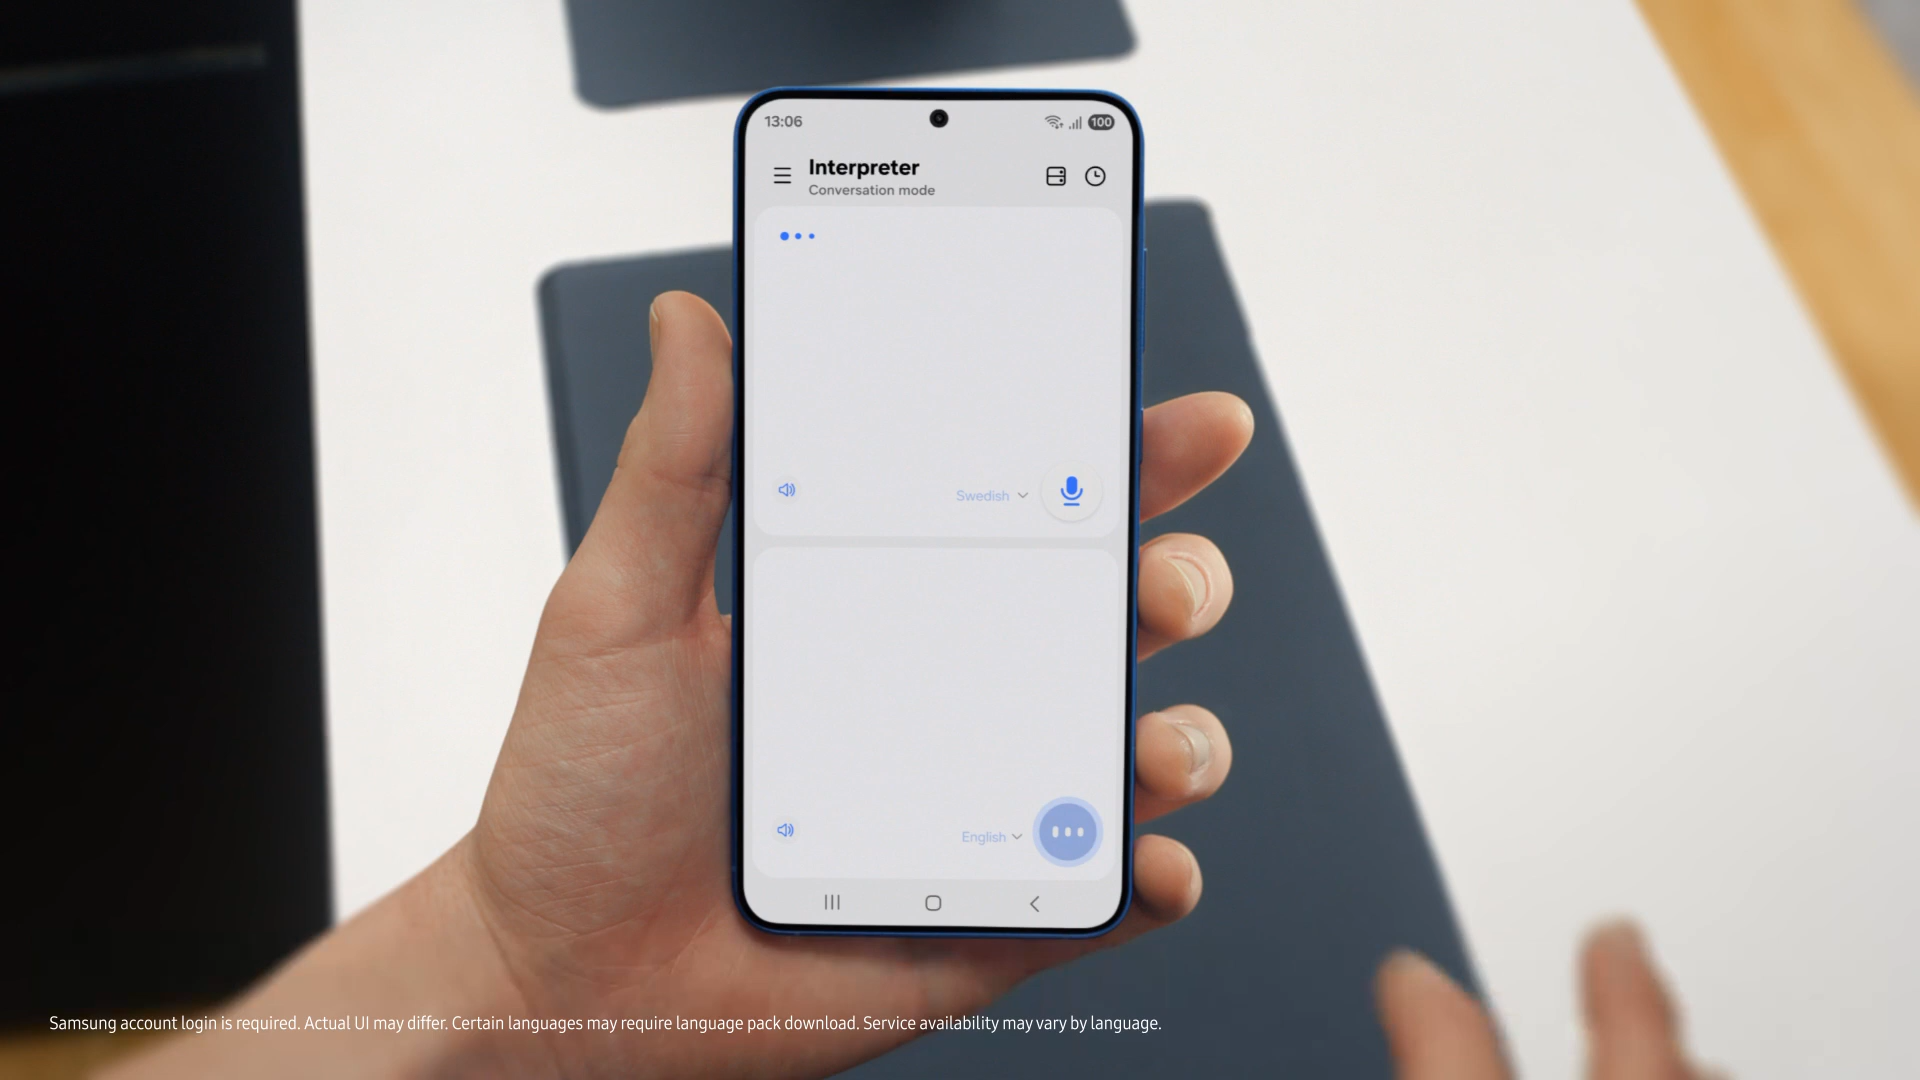 13:06
100
Interpreter
Conversation mode
Swedish
English
Samsung account login is required. Actual UI may differ. Certain languages may require language pack download. Service availability may vary by language.